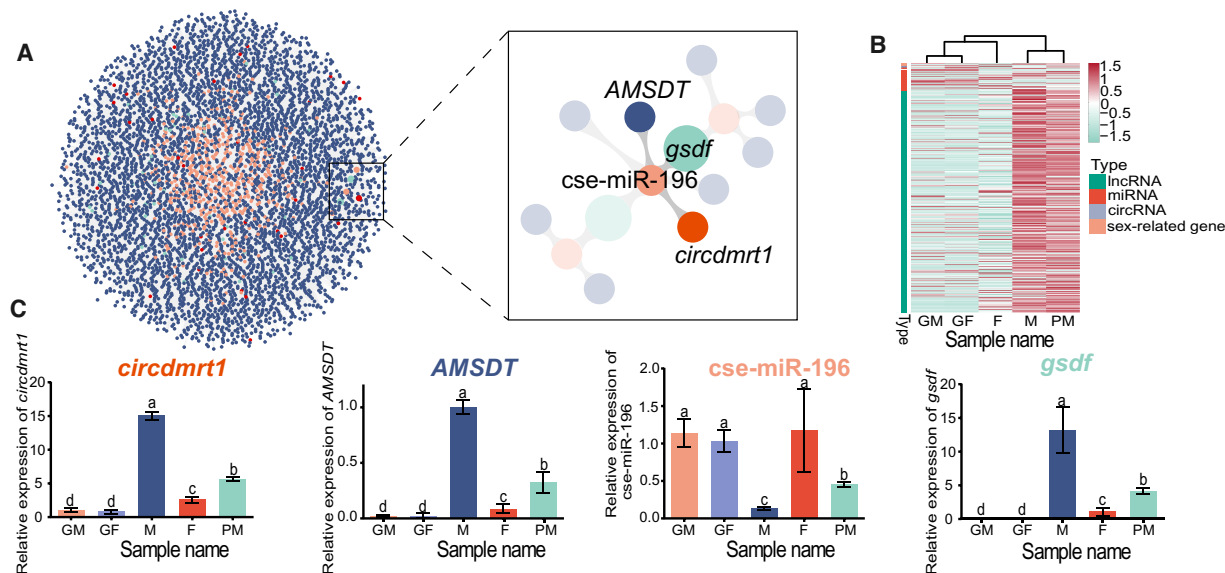 A
AMSDT
gsdf
cse-miR-196
circdmrt1
B
1.5
1.0
0.5
0
-0.5
-1.0
-1.5
Type
lncRNA
miRNA
circRNA
sex-related gene
Type
GM GF F M PM
Sample name
C
circdmrt1
Relative expression of circdmrt1
20
15
10
5
0
d d a c b
GM GF M F PM
Sample name
AMSDT
Relative expression of AMSDT
1.0
0.5
0.0
d d a c b
GM GF M F PM
Sample name
cse-miR-196
Relative expression of
cse-miR-196
2.0
1.5
1.0
0.5
0.0
a a c a b
GM GF M F PM
Sample name
gsdf
Relative expression of gsdf
20
15
10
5
0
d d a c b
GM GF M F PM
Sample name